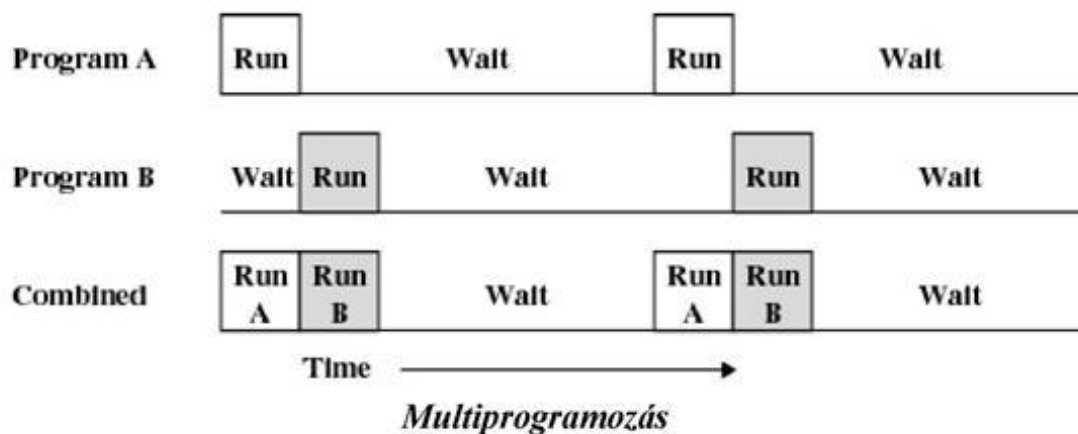 Program A Run Wait Run Wait
Program B Wait Run Wait Run Wait
Combined Run A Run B Wait Run A Run B Wait
Time
Multiprogramozás